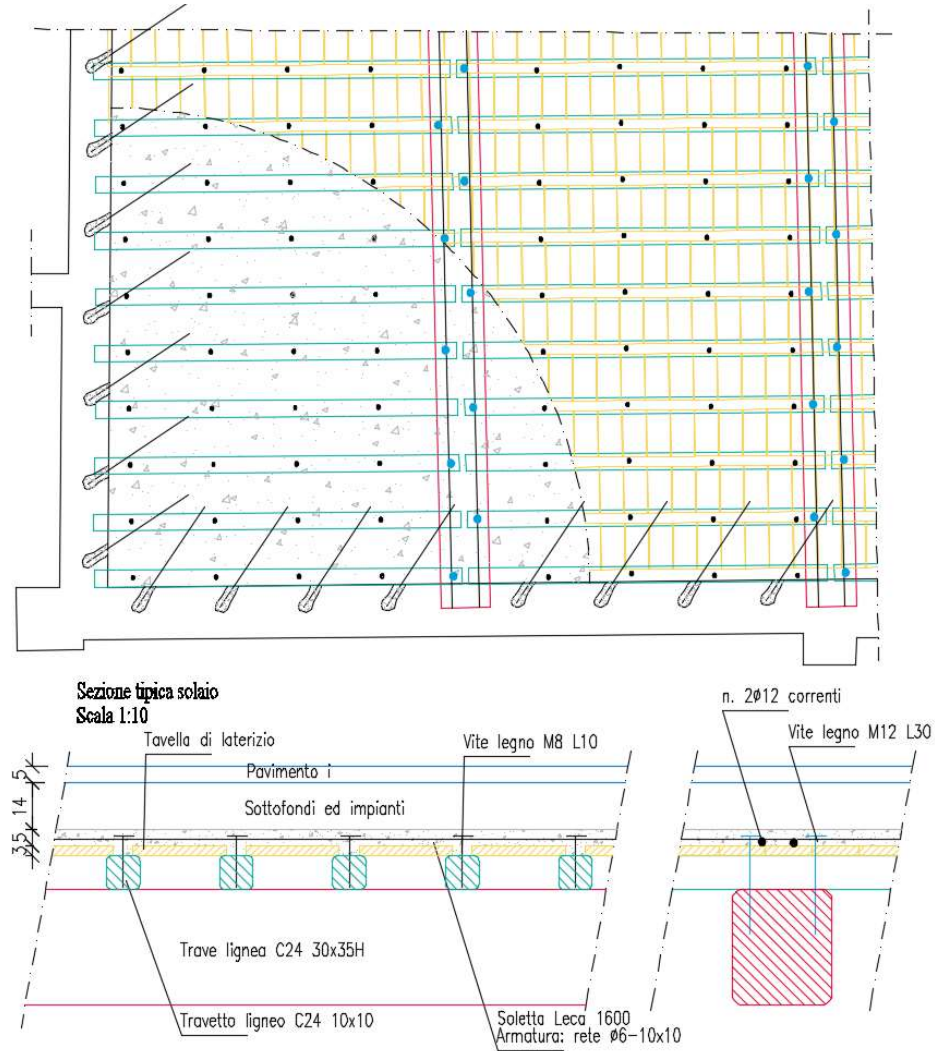 Sezione tipica solaio
Scala 1:10
n. 2ø12 correnti
Tavella di laterizio
Vite legno M8 L10
Vite legno M12 L30
Pavimento i
5
Sottofondi ed impianti
14
35
Trave lignea C24 30x35H
Travetto ligneo C24 10x10
Soletta Leca 1600
Armatura: rete ø6-10x10